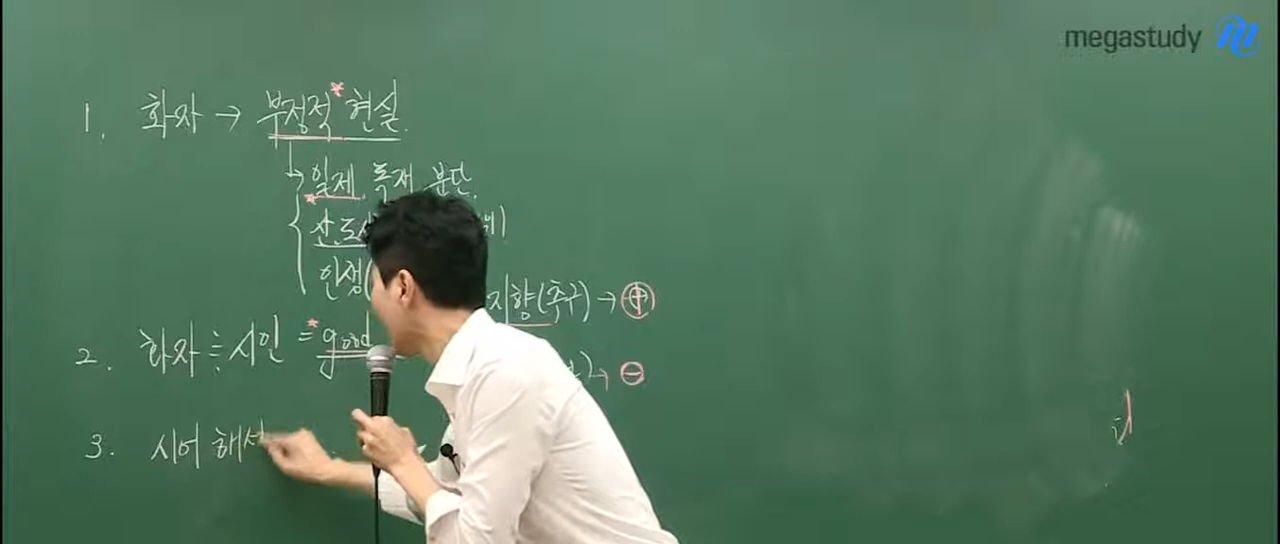 megastudy
1. 화자 → 부정적* 현실.
→ 일제 독재 분단.
* 산.도
인생(
지향(추구) → ⊕
2. 화자 ≒ 시인 = *good
) → ⊖
3. 시어 해석